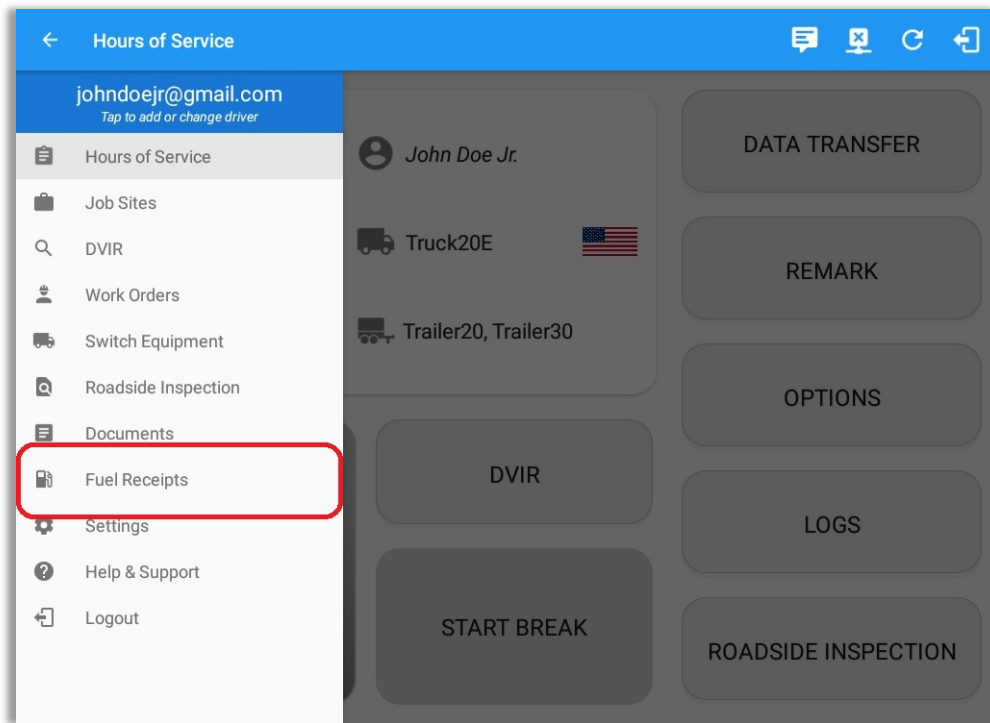 Hours of Service
johndoejr@gmail.com
Tap to add or change driver
Hours of Service
Job Sites
DVIR
Work Orders
Switch Equipment
Roadside Inspection
Documents
Fuel Receipts
Settings
Help & Support
Logout
John Doe Jr.
Truck20E
Trailer20, Trailer30
DVIR
START BREAK
DATA TRANSFER
REMARK
OPTIONS
LOGS
ROADSIDE INSPECTION